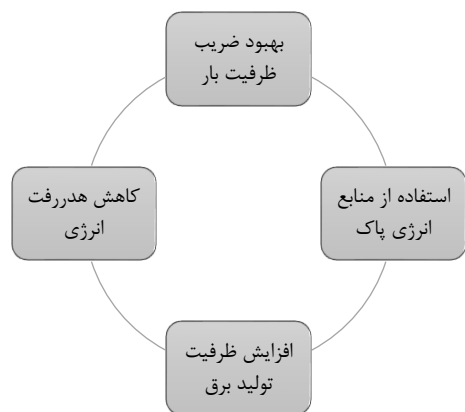 بهبود ضریب
ظرفیت بار
استفاده از منابع
انرژی پاک
افزایش ظرفیت
تولید برق
کاهش هدررفت
انرژی